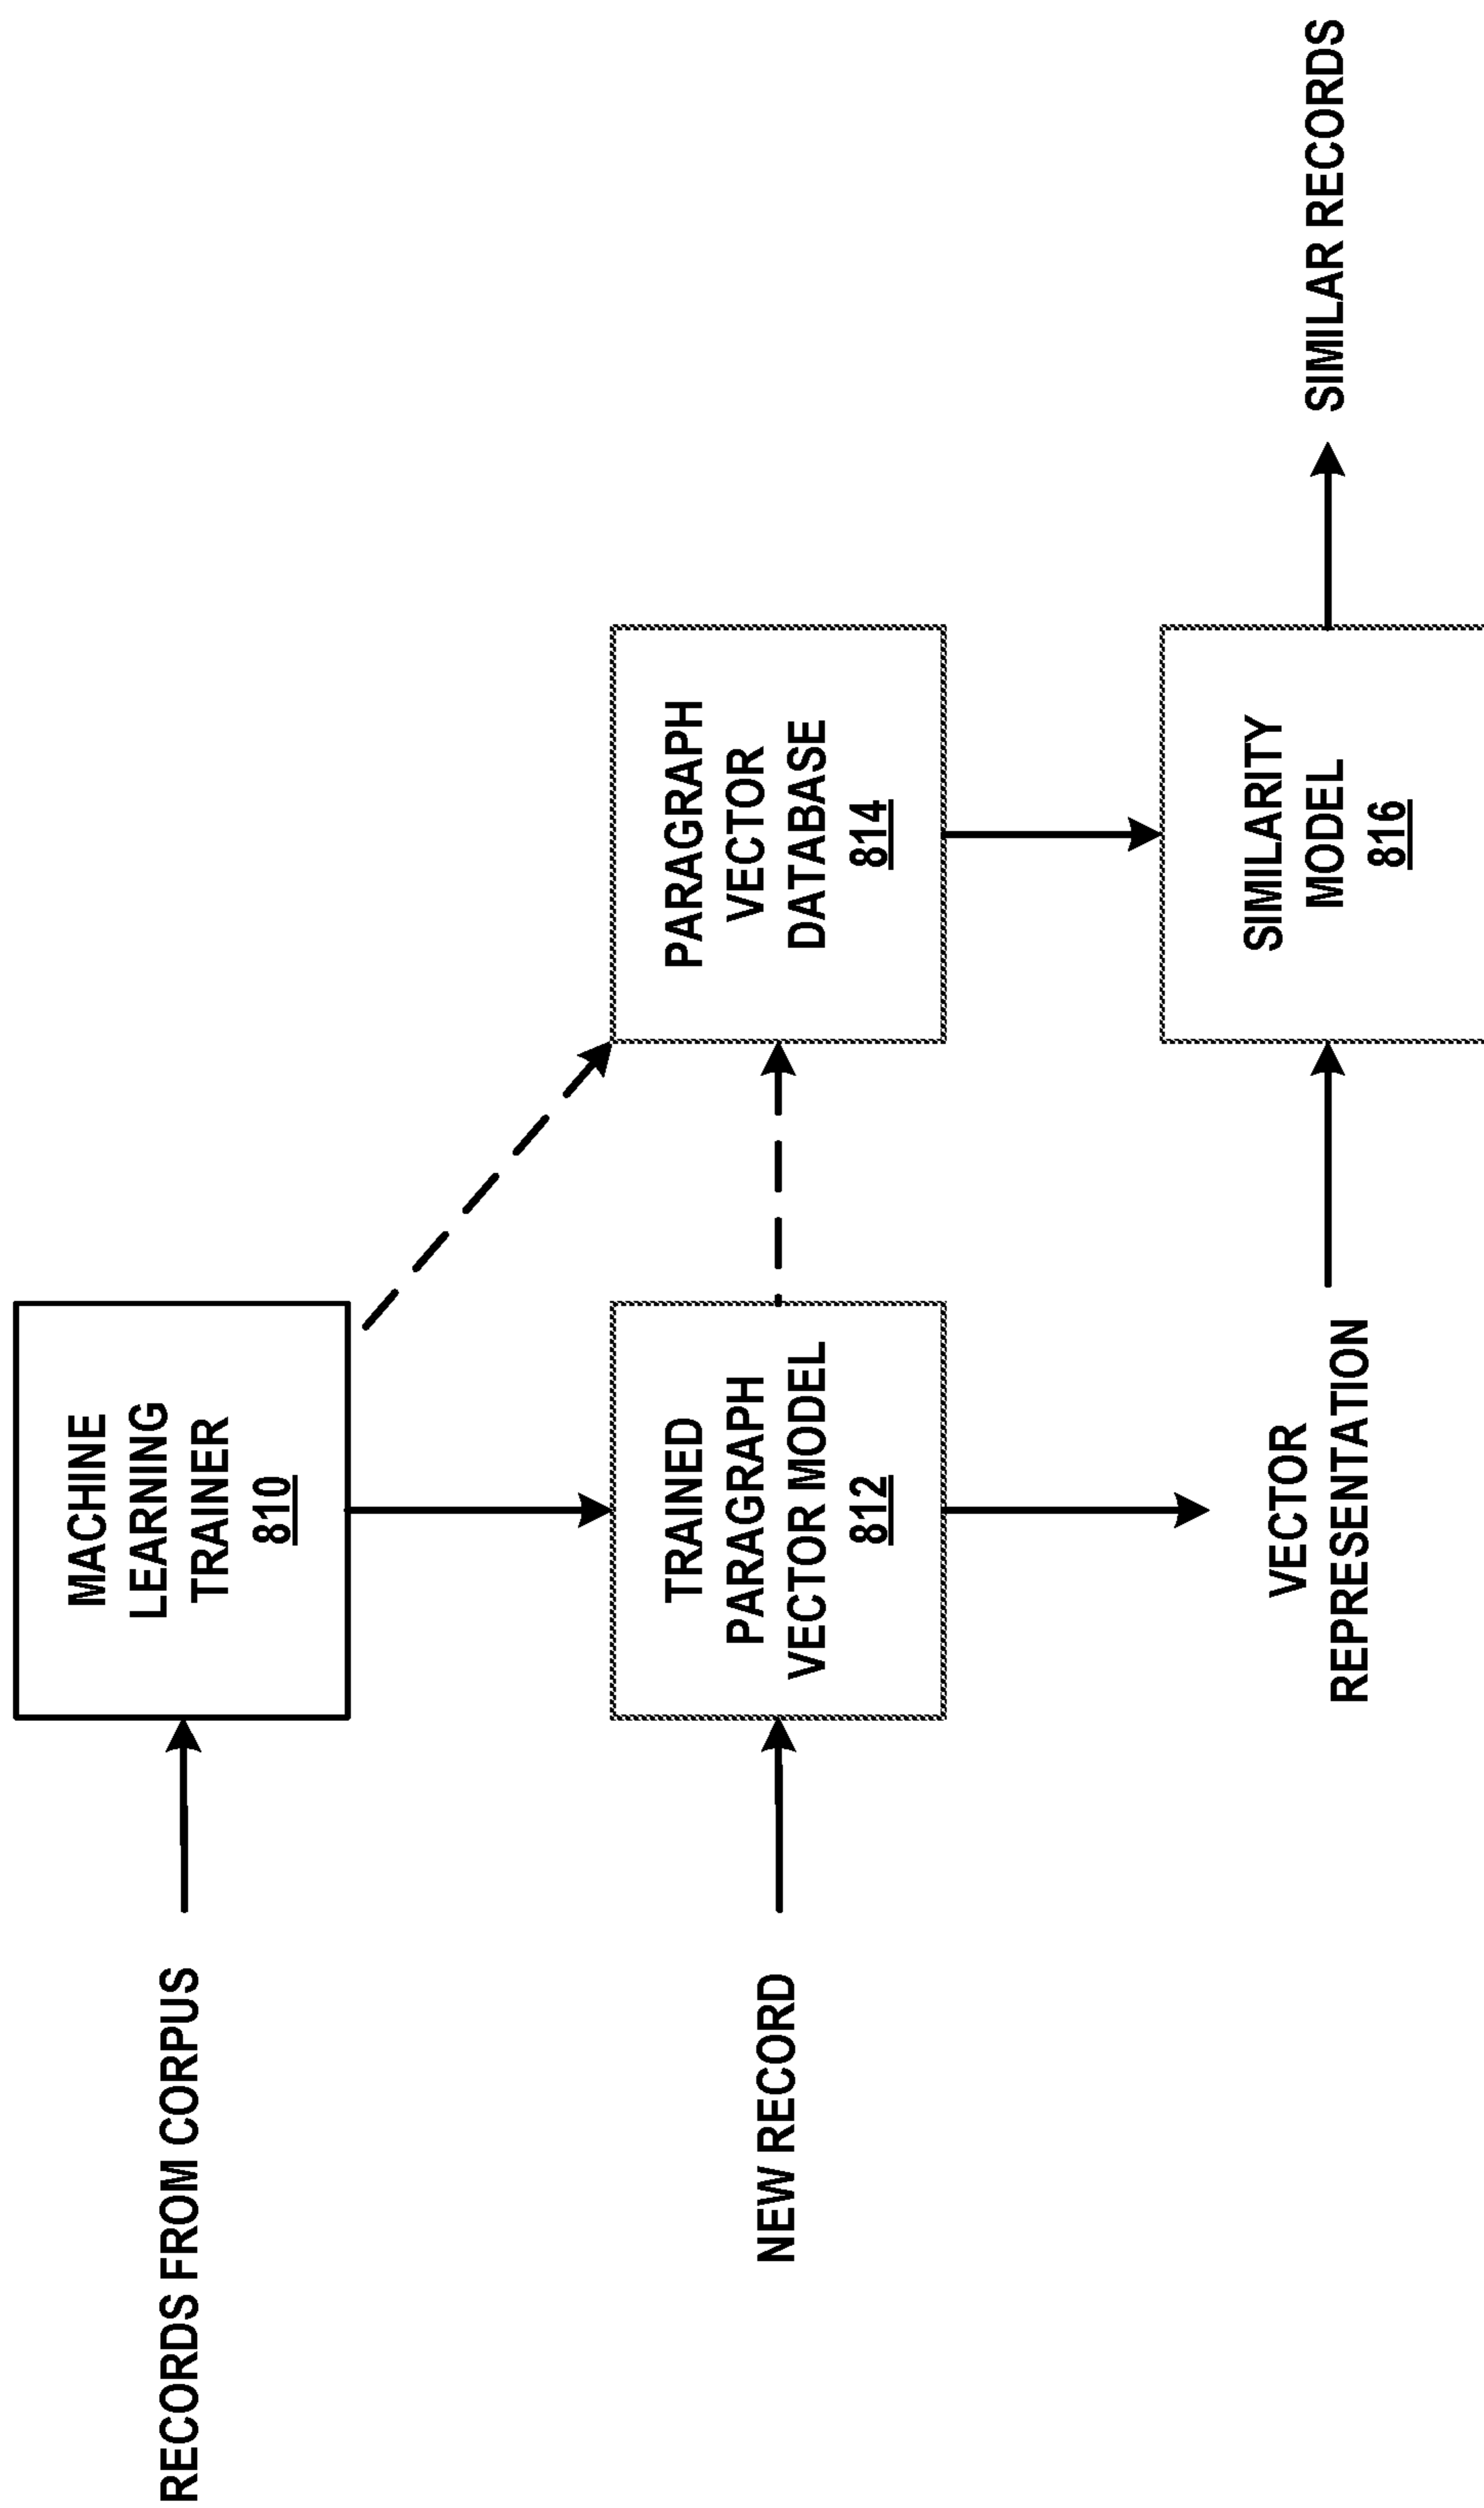 RECORDS FROM CORPUS
MACHINE
LEARNING
TRAINER
810
NEW RECORD
TRAINED
PARAGRAPH
VECTOR MODEL
812
PARAGRAPH
VECTOR
DATABASE
814
VECTOR
REPRESENTATION
SIMILARITY
MODEL
816
SIMILAR RECORDS